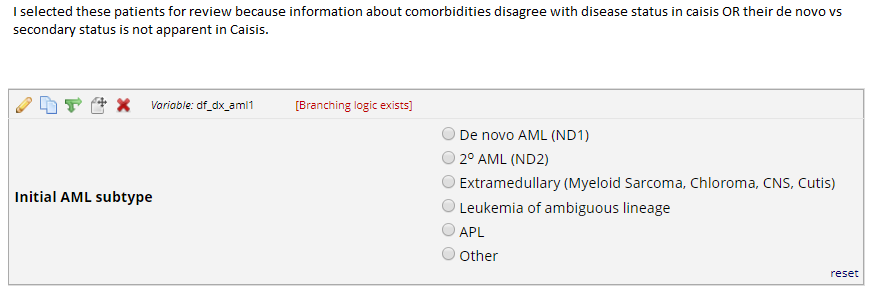 I selected these patients for review because information about comorbidities disagree with disease status in caisis OR their de novo vs
secondary status is not apparent in Caisis.
Variable: df_dx_aml1 [Branching logic exists]
De novo AML (ND1)
2º AML (ND2)
Extramedullary (Myeloid Sarcoma, Chloroma, CNS, Cutis)
Initial AML subtype
Leukemia of ambiguous lineage
APL
Other
reset